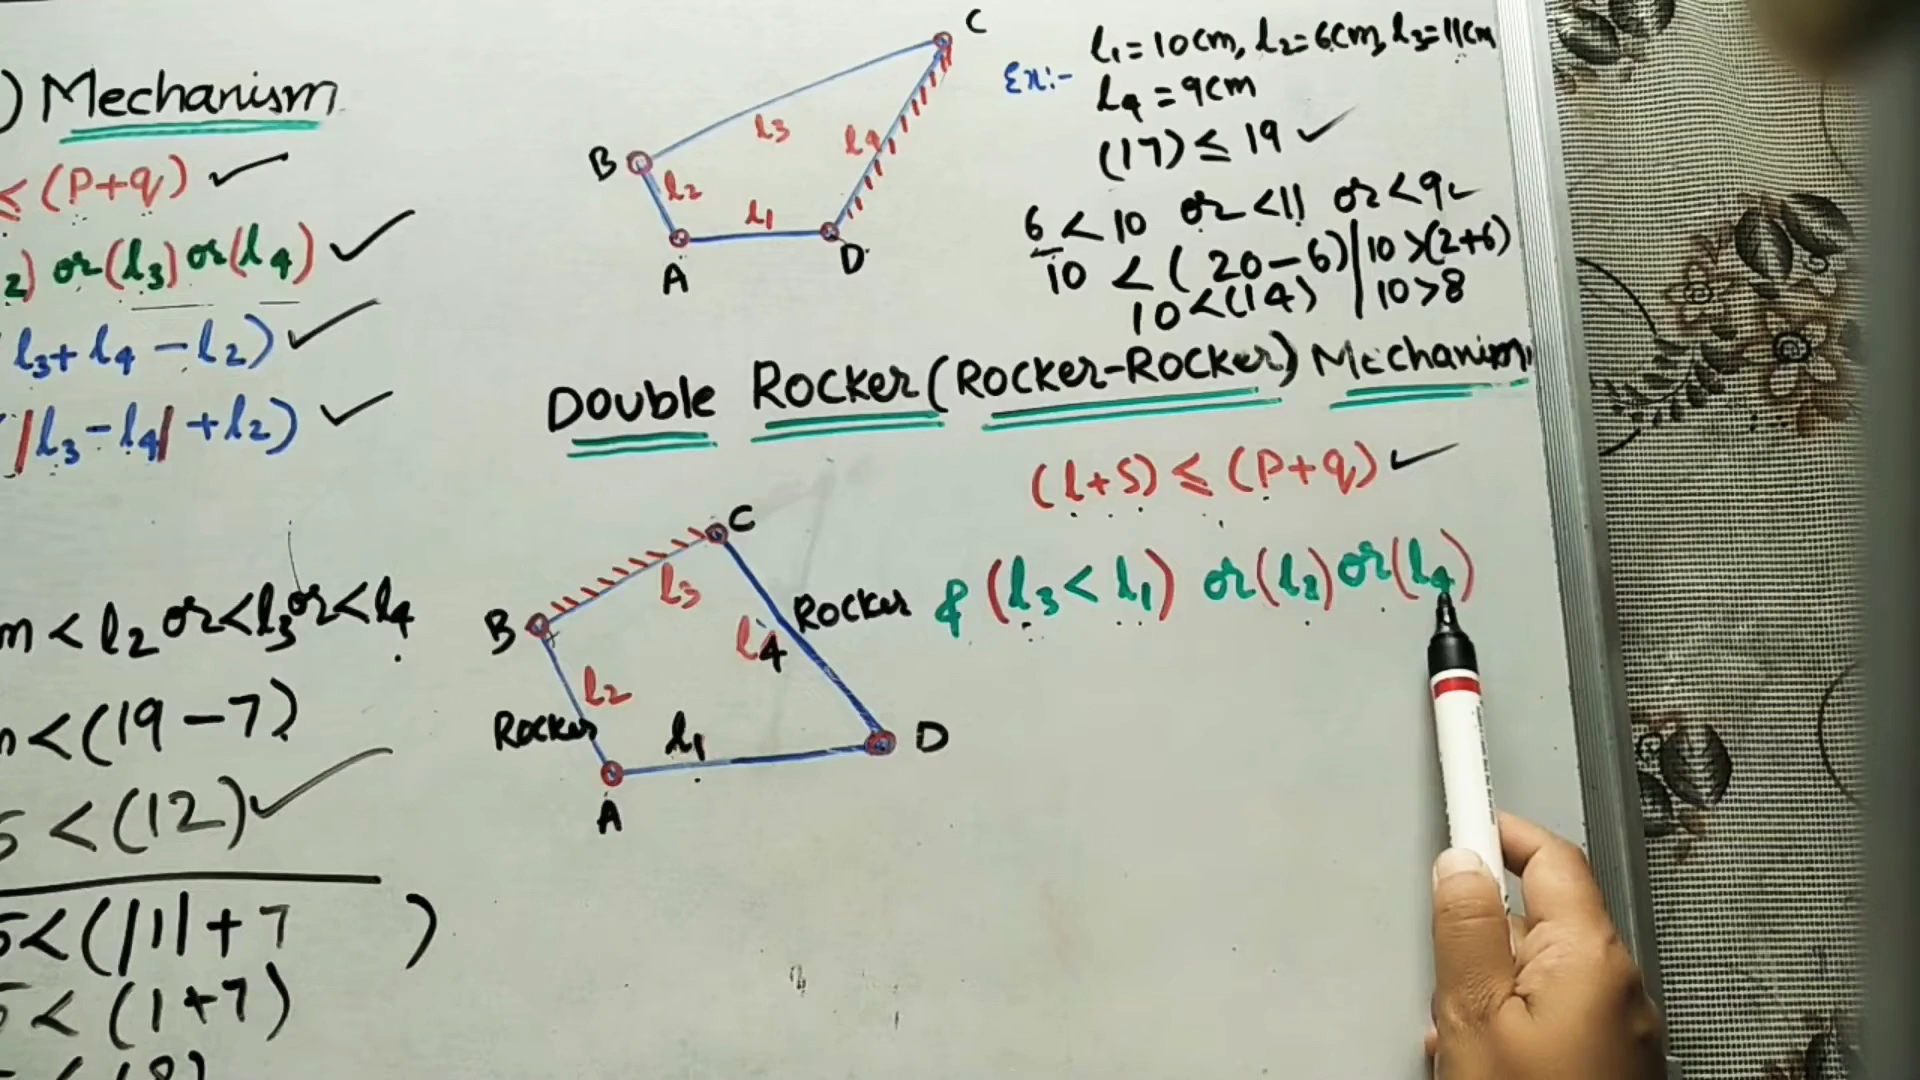 ) Mechanism
≤ (P+q) ✓
2) or (l3) or (l4) ✓
l3+l4 -l2) ✓
|l3-l4| +l2) ✓
m < l2 or < l3 or < l4
< (19-7)
5 < (12) ✓
5 < (|1|+7 )
5 < (1+7)
C
B
l3
l4
l2
l1
A
D
Ex:- l1=10cm, l2=6cm, l3=11cm
l4 = 9cm
(17) ≤ 19 ✓
6 < 10 or <11 or <9 ✓
10 < (20-6) | 10 >(2+6)
10 <(14) | 10 >8
Double Rocker (Rocker-Rocker) Mechanism
(l+S) ≤ (P+q) ✓
& (l3 < l1) or (l2) or (l4)
C
B
l3
l4
Rocker
l2
Rocker
l1
D
A